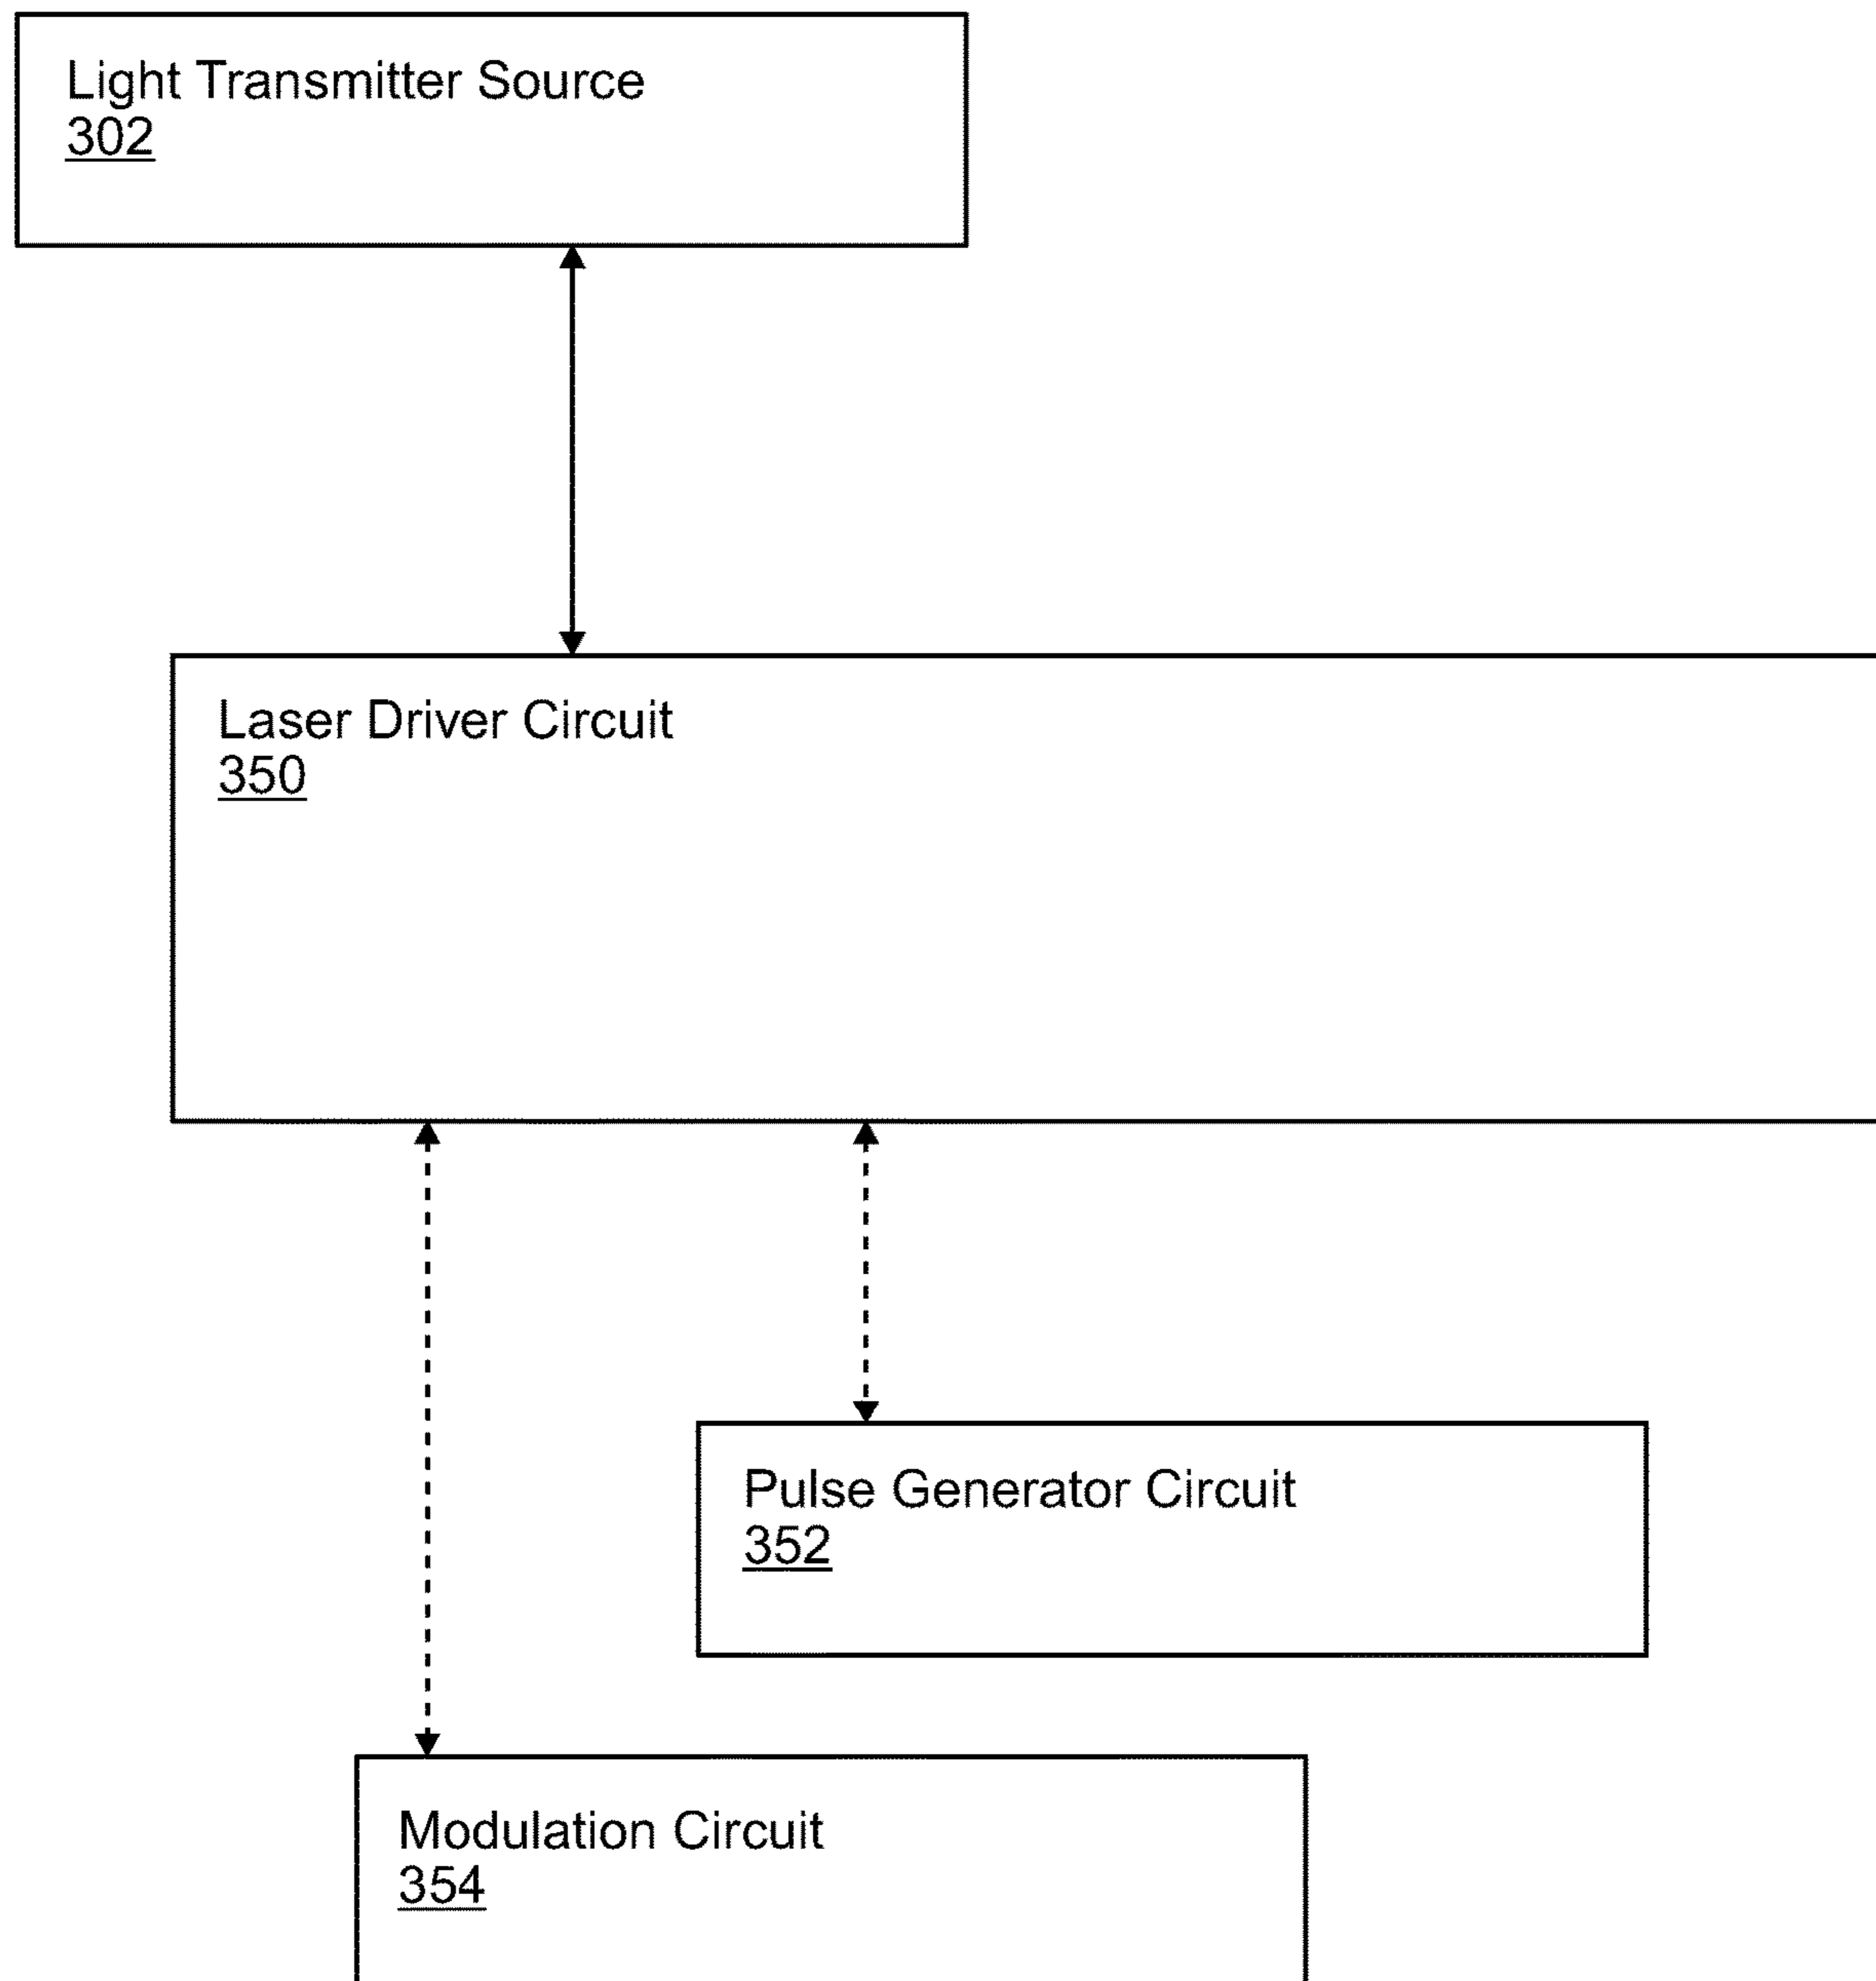 Light Transmitter Source
302
Laser Driver Circuit
350
Pulse Generator Circuit
352
Modulation Circuit
354